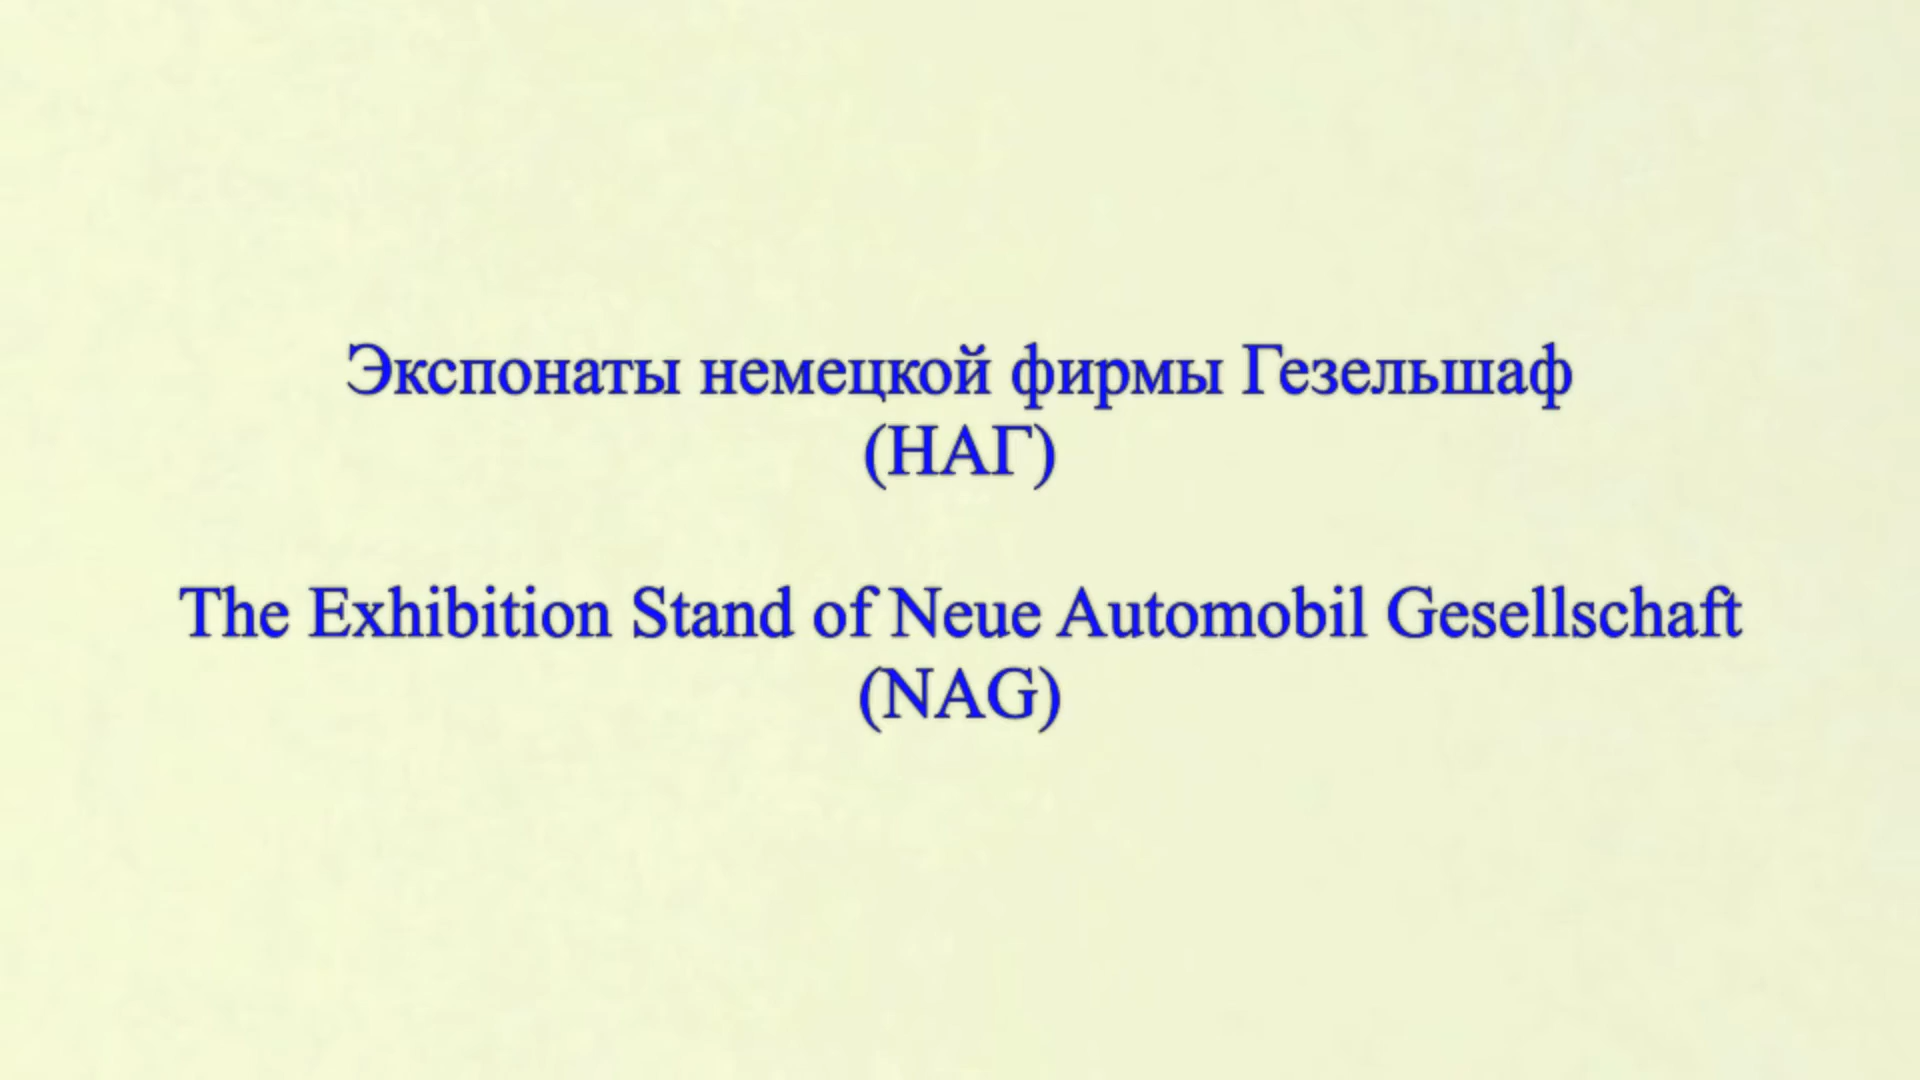 Экспонаты немецкой фирмы Гезельшаф
(НАГ)
The Exhibition Stand of Neue Automobil Gesellschaft
(NAG)